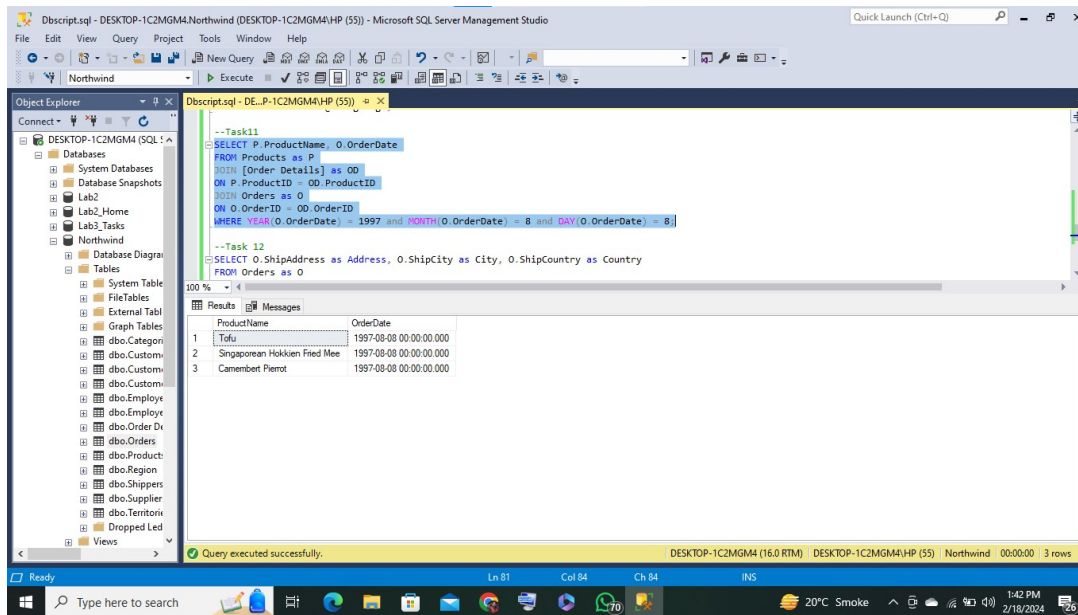 Dbscript.sql - DESKTOP-1C2MGM4.Northwind (DESKTOP-1C2MGM4\HP (55)) - Microsoft SQL Server Management Studio
Quick Launch (Ctrl+Q)
File Edit View Query Project Tools Window Help
New Query
Northwind
Execute
Object Explorer
Dbscript.sql - DE...P-1C2MGM4\HP (55))
Connect
DESKTOP-1C2MGM4 (SQL S
Databases
System Databases
Database Snapshots
Lab2
Lab2_Home
Lab3_Tasks
Northwind
Database Diagrar
Tables
System Table
FileTables
External Tabl
Graph Tables
dbo.Categori
dbo.Custome
dbo.Custome
dbo.Custome
dbo.Employe
dbo.Employe
dbo.Order De
dbo.Orders
dbo.Products
dbo.Region
dbo.Shippers
dbo.Supplier
dbo.Territorie
Dropped Led
Views
--Task11
SELECT P.ProductName, O.OrderDate
FROM Products as P
JOIN [Order Details] as OD
ON P.ProductID = OD.ProductID
JOIN Orders as O
ON O.OrderID = OD.OrderID
WHERE YEAR(O.OrderDate) = 1997 and MONTH(O.OrderDate) = 8 and DAY(O.OrderDate) = 8;
--Task 12
SELECT O.ShipAddress as Address, O.ShipCity as City, O.ShipCountry as Country
FROM Orders as O
100 %
Results Messages
ProductName OrderDate
1 Tofu 1997-08-08 00:00:00.000
2 Singaporean Hokkien Fried Mee 1997-08-08 00:00:00.000
3 Camembert Pierrot 1997-08-08 00:00:00.000
Query executed successfully.
DESKTOP-1C2MGM4 (16.0 RTM) DESKTOP-1C2MGM4\HP (55) Northwind 00:00:00 3 rows
Ready Ln 81 Col 84 Ch 84 INS
Type here to search
70
20°C Smoke
1:42 PM
2/18/2024
26